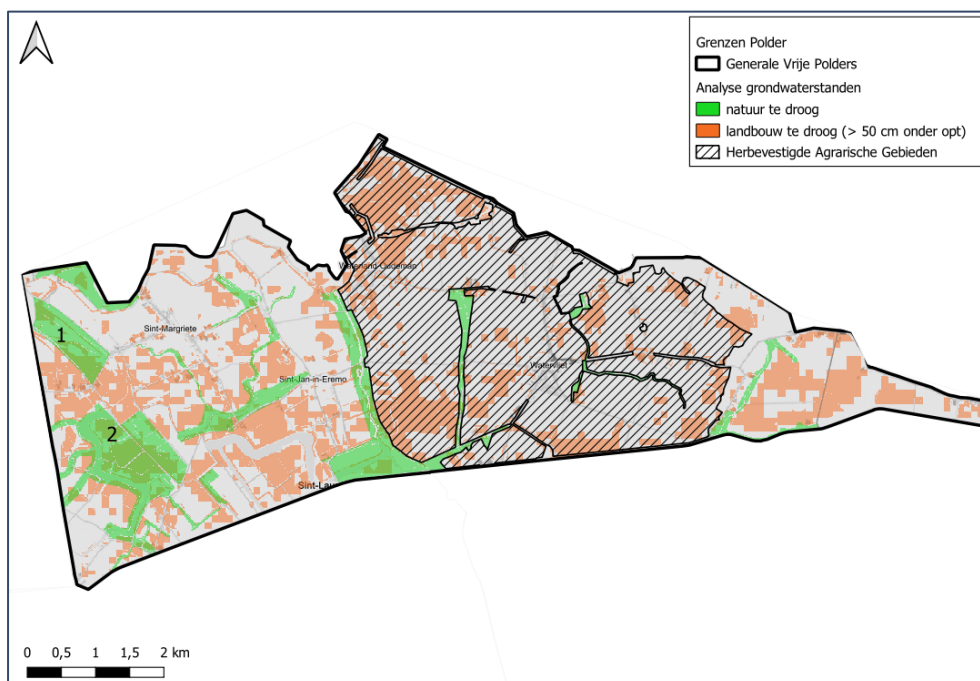 Grenzen Polder
Generale Vrije Polders
Analyse grondwaterstanden
natuur te droog
landbouw te droog (> 50 cm onder opt)
Herbevestigde Agrarische Gebieden
1
Sint-Margriete
Sint-Jan-in-Eremo
Watervliet
2
0 0,5 1 1,5 2 km